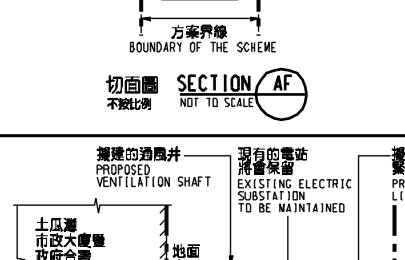 方案界線
BOUNDARY OF THE SCHEME
切面圖 SECTION AF
不按比例 NOT TO SCALE
擬建的通風井
PROPOSED
VENTILATION SHAFT
現有的電站
將會保留
EXISTING ELECTRIC
SUBSTATION
TO BE MAINTAINED
PR
土瓜灣
市政大廈暨
政府合署
地面